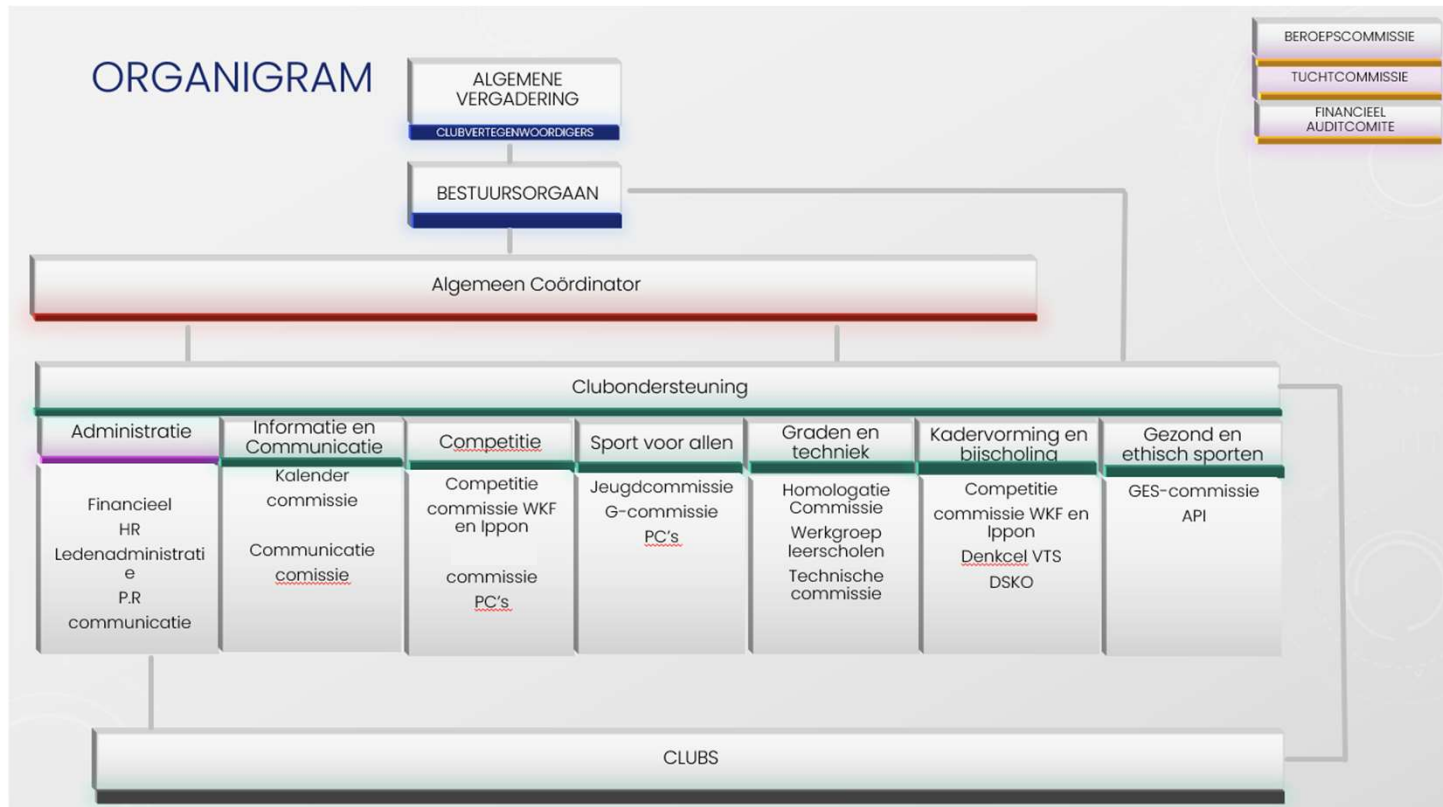 ORGANIGRAM
ALGEMENE
VERGADERING
CLUBVERTEGENWOORDIGERS
BEROEPSCOMMISSIE
TUCHTCOMMISSIE
FINANCIEEL
AUDITCOMITE
BESTUURSORGAAN
Algemeen Coördinator
Clubondersteuning
Administratie
Financieel
HR
Ledenadministrati
e
P.R
communicatie
Informatie en
Communicatie
Kalender
commissie
Communicatie
comissie
Competitie
Competitie
commissie WKF
en Ippon
commissie
PC's
Sport voor allen
Jeugdcommissie
G-commissie
PC's
Graden en
techniek
Homologatie
Commissie
Werkgroep
leerscholen
Technische
commissie
Kadervorming en
bijscholing
Competitie
commissie WKF en
Ippon
Denkcel VTS
DSKO
Gezond en
ethisch sporten
GES-commissie
API
CLUBS